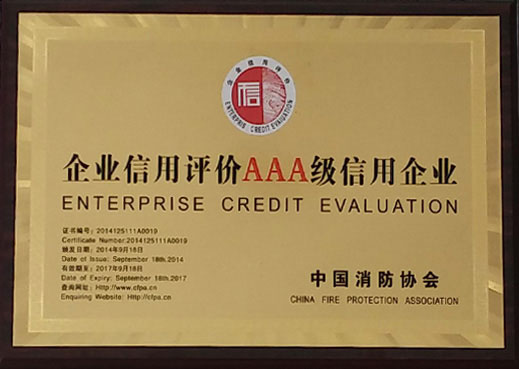 企业信用评价
信
ENTERPRIS CREDIT EVALUATION
企业信用评价AAA级信用企业
ENTERPRISE CREDIT EVALUATION
证书编号：2014125111A0019
Certificate Number:2014125111A0019
颁发日期：2014年9月18日
Date of Issue: September 18th.2014
有效期至：2017年9月18日
Date of Expiry: September 18th.2017
查询网址：Http://www.cfpa.cn
Enquiring Website: Http://cfpa.cn
中国消防协会
CHINA FIRE PROTECTION ASSOCIATION